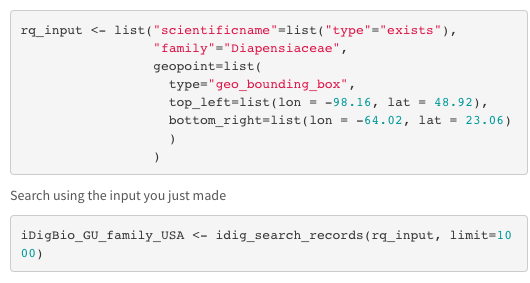 rq_input <- list("scientificname"=list("type"="exists"),
                 "family"="Diapensiaceae",
                 geopoint=list(
                   type="geo_bounding_box",
                   top_left=list(lon = -98.16, lat = 48.92),
                   bottom_right=list(lon = -64.02, lat = 23.06)
                   )
                 )
Search using the input you just made
iDigBio_GU_family_USA <- idig_search_records(rq_input, limit=10
00)